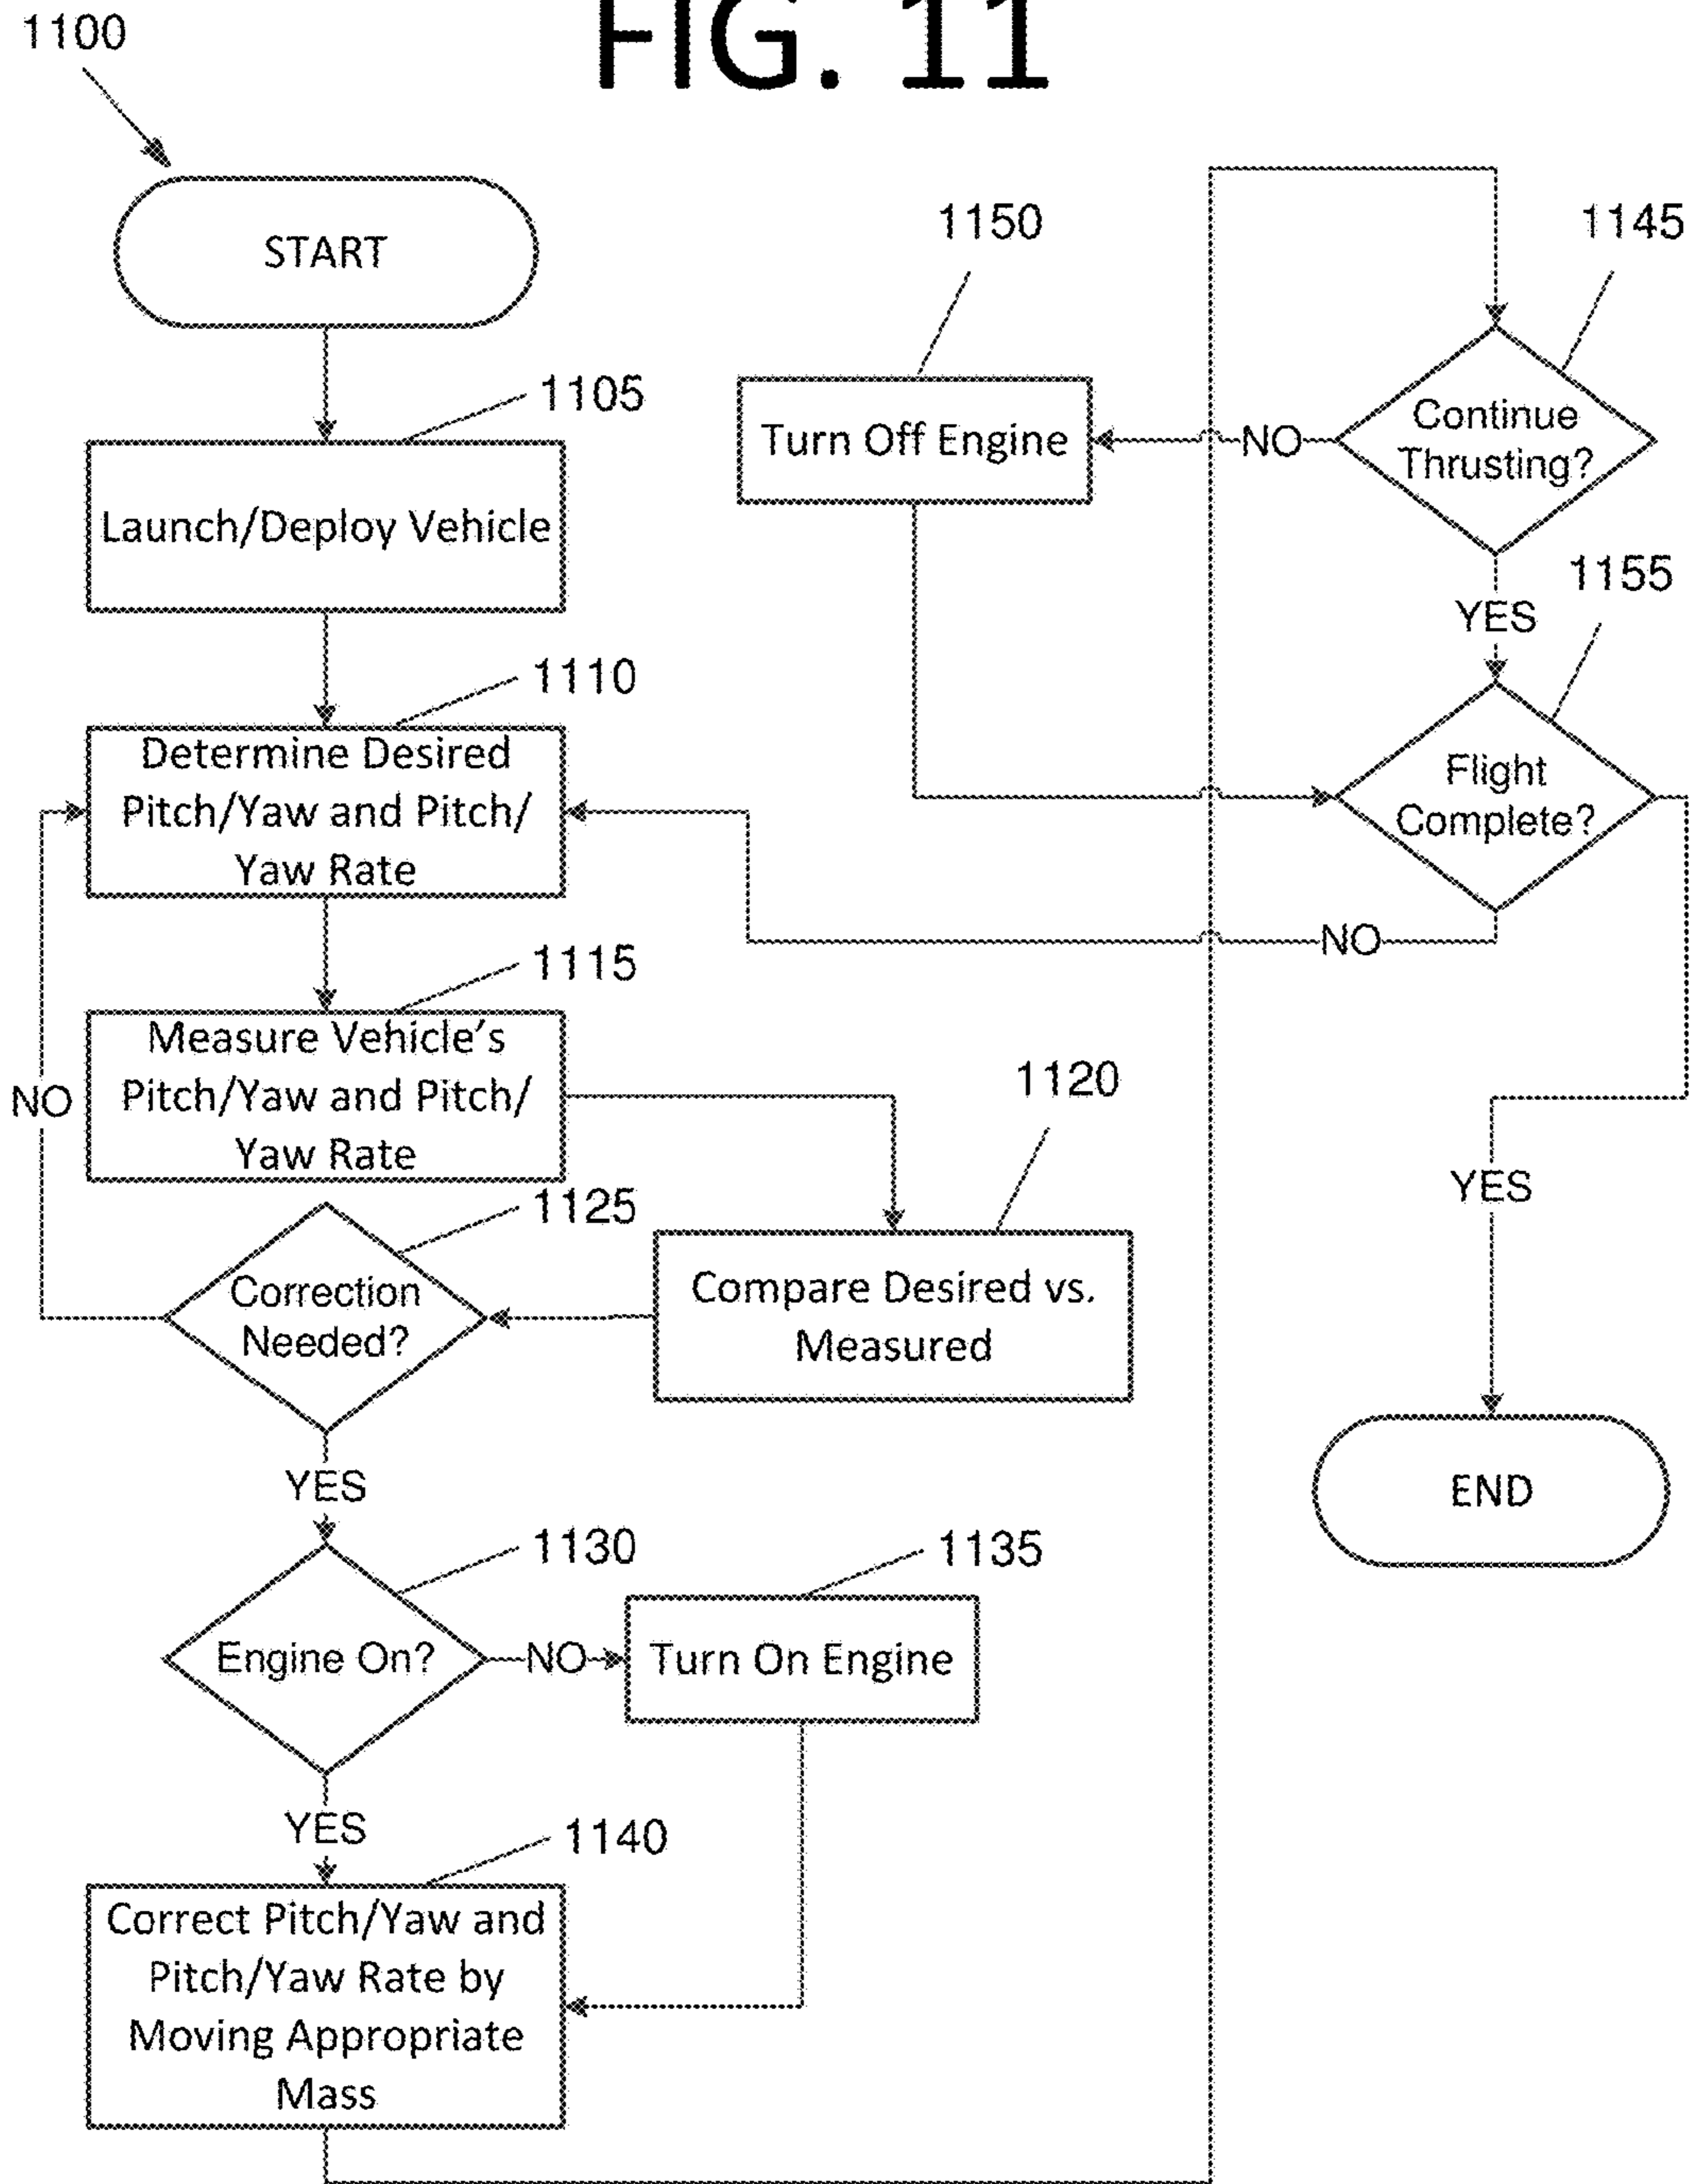 FIG. 11
1100
START
1105
Launch/Deploy Vehicle
1110
Determine Desired
Pitch/Yaw and Pitch/
Yaw Rate
1115
Measure Vehicle's
Pitch/Yaw and Pitch/
Yaw Rate
1120
Compare Desired vs.
Measured
1125
Correction
Needed?
NO
YES
1130
Engine On?
NO
1135
Turn On Engine
YES
1140
Correct Pitch/Yaw and
Pitch/Yaw Rate by
Moving Appropriate
Mass
1145
Continue
Thrusting?
NO
1150
Turn Off Engine
YES
1155
Flight
Complete?
NO
YES
END